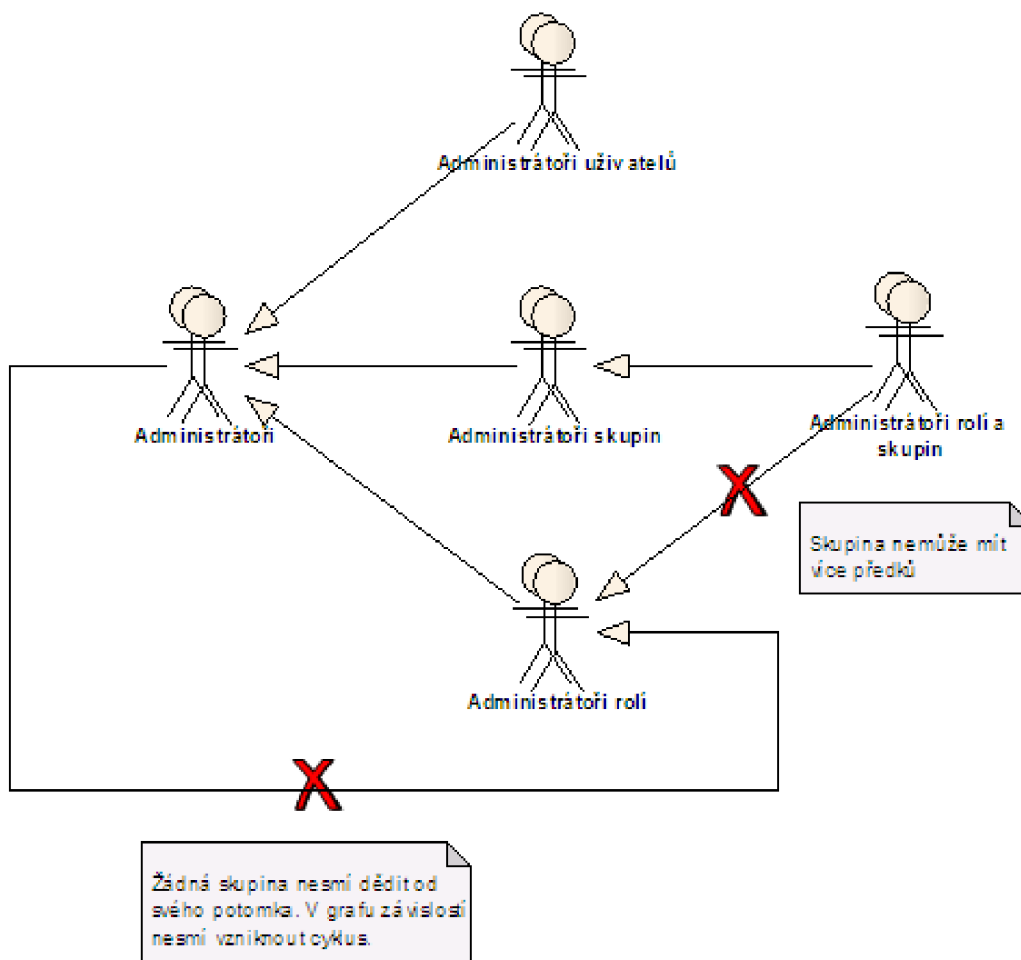 Administrátoři uživatelů
Administrátoři
Administrátoři skupin
Administrátoři rolí a
skupin
Skupina nemůže mít
více předků
Administrátoři rolí
Žádná skupina nesmí dědit od
svého potomka. V grafu závislostí
nesmí vzniknout cyklus.